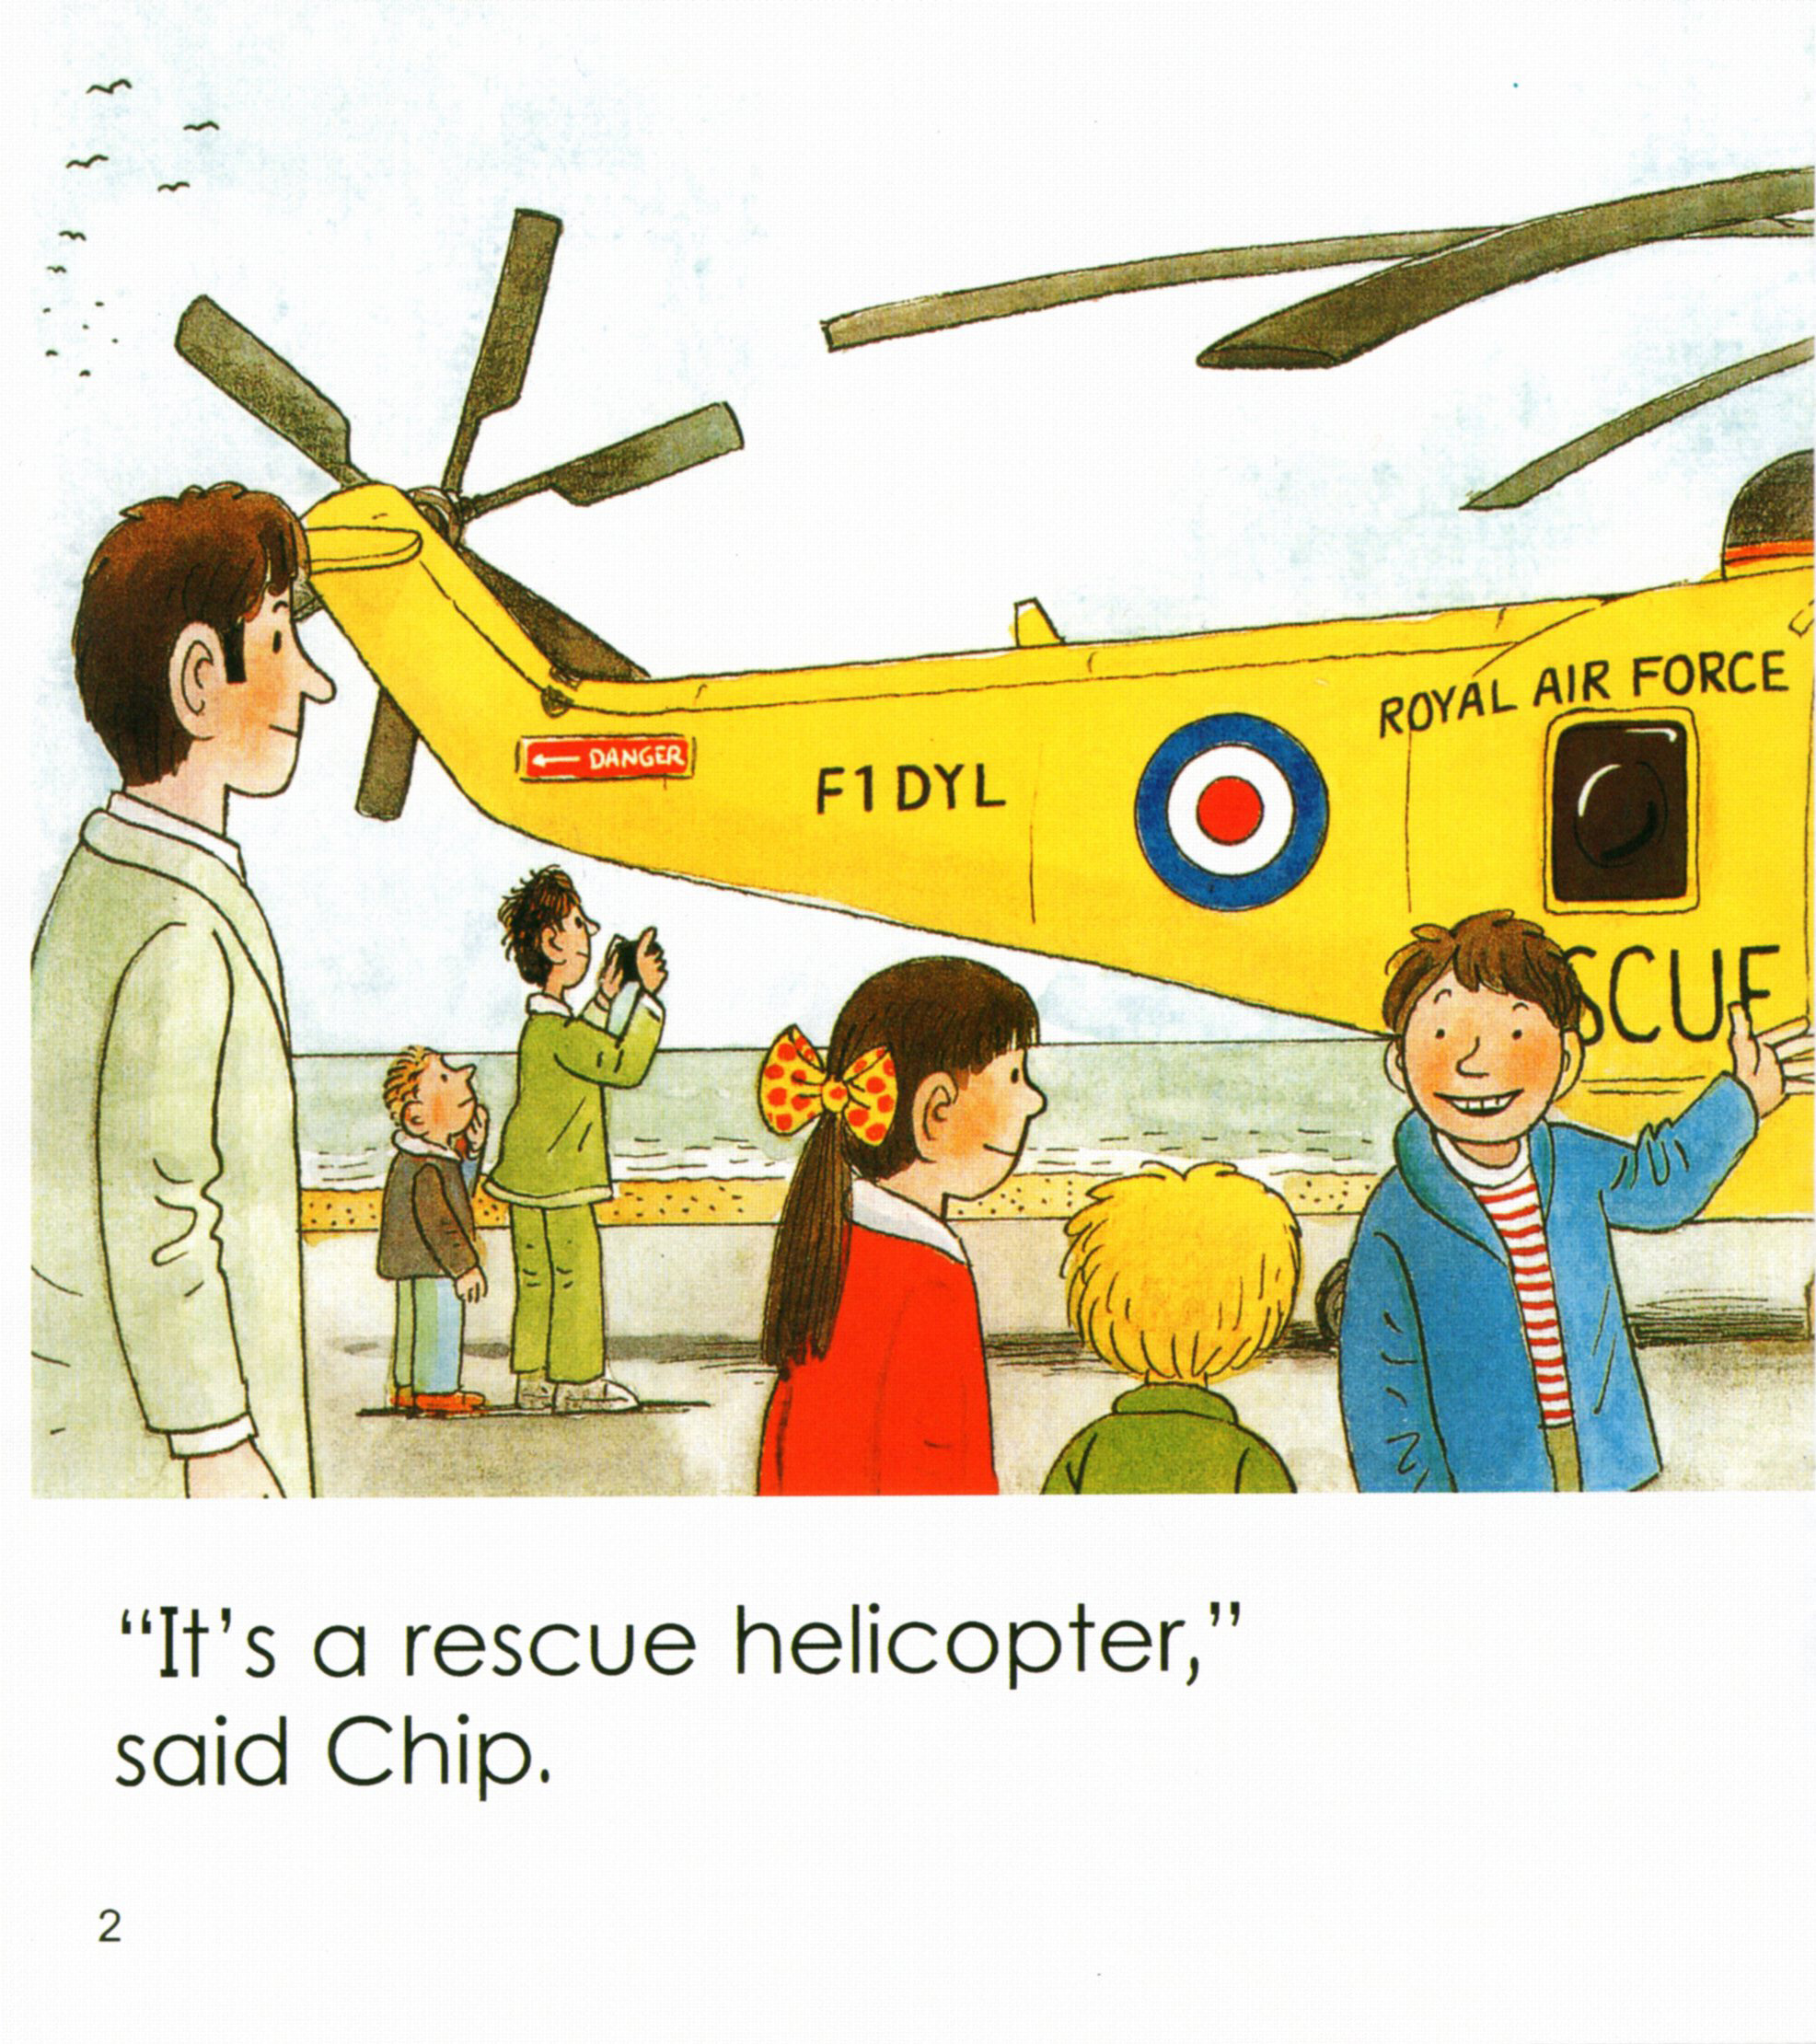 ROYAL AIR FORCE
← DANGER
F1 DYL
SCUE
“It’s a rescue helicopter,”
said Chip.
2